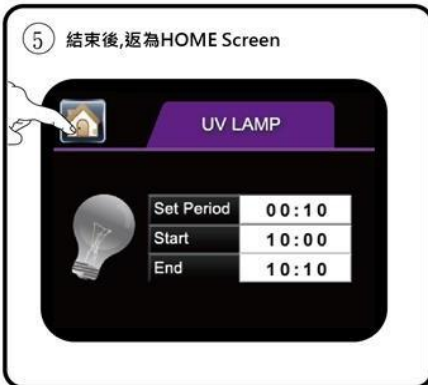 ⑤ 結束後,返為HOME Screen
UV LAMP
Set Period 00:10
Start 10:00
End 10:10